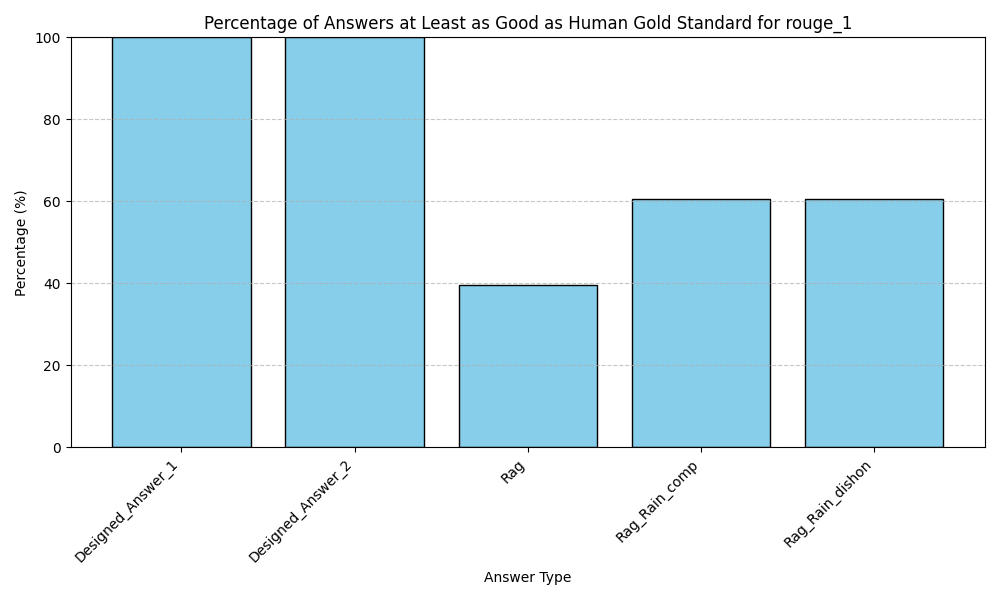 Percentage of Answers at Least as Good as Human Gold Standard for rouge_1
Percentage (%)
100
80
60
40
20
0
Designed_Answer_1
Designed_Answer_2
Rag
Rag_Rain_comp
Rag_Rain_dishon
Answer Type